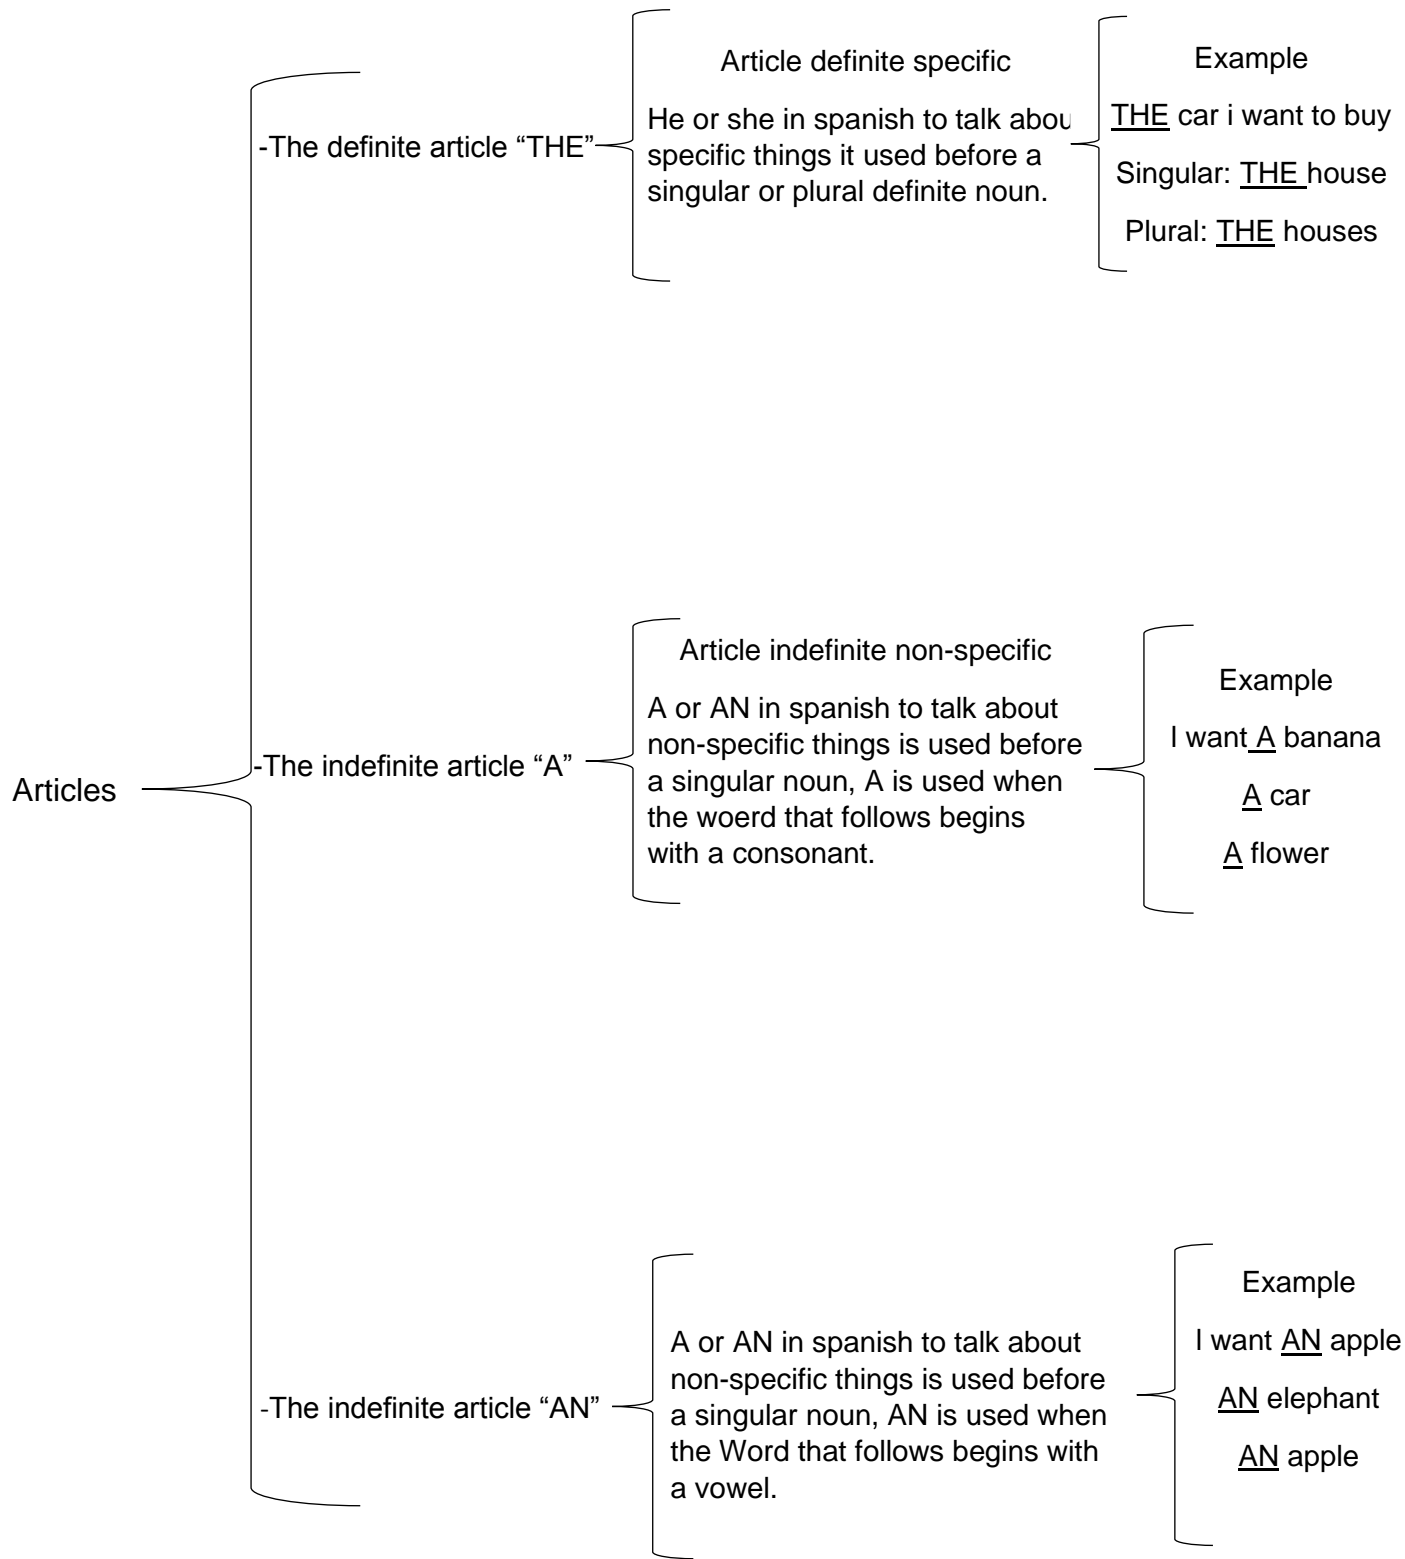 Articles
-The definite article “THE”
Article definite specific
He or she in spanish to talk abou
specific things it used before a
singular or plural definite noun.
Example
THE car i want to buy
Singular: THE house
Plural: THE houses
-The indefinite article “A”
Article indefinite non-specific
A or AN in spanish to talk about
non-specific things is used before
a singular noun, A is used when
the woerd that follows begins
with a consonant.
Example
I want A banana
A car
A flower
-The indefinite article “AN”
A or AN in spanish to talk about
non-specific things is used before
a singular noun, AN is used when
the Word that follows begins with
a vowel.
Example
I want AN apple
AN elephant
AN apple